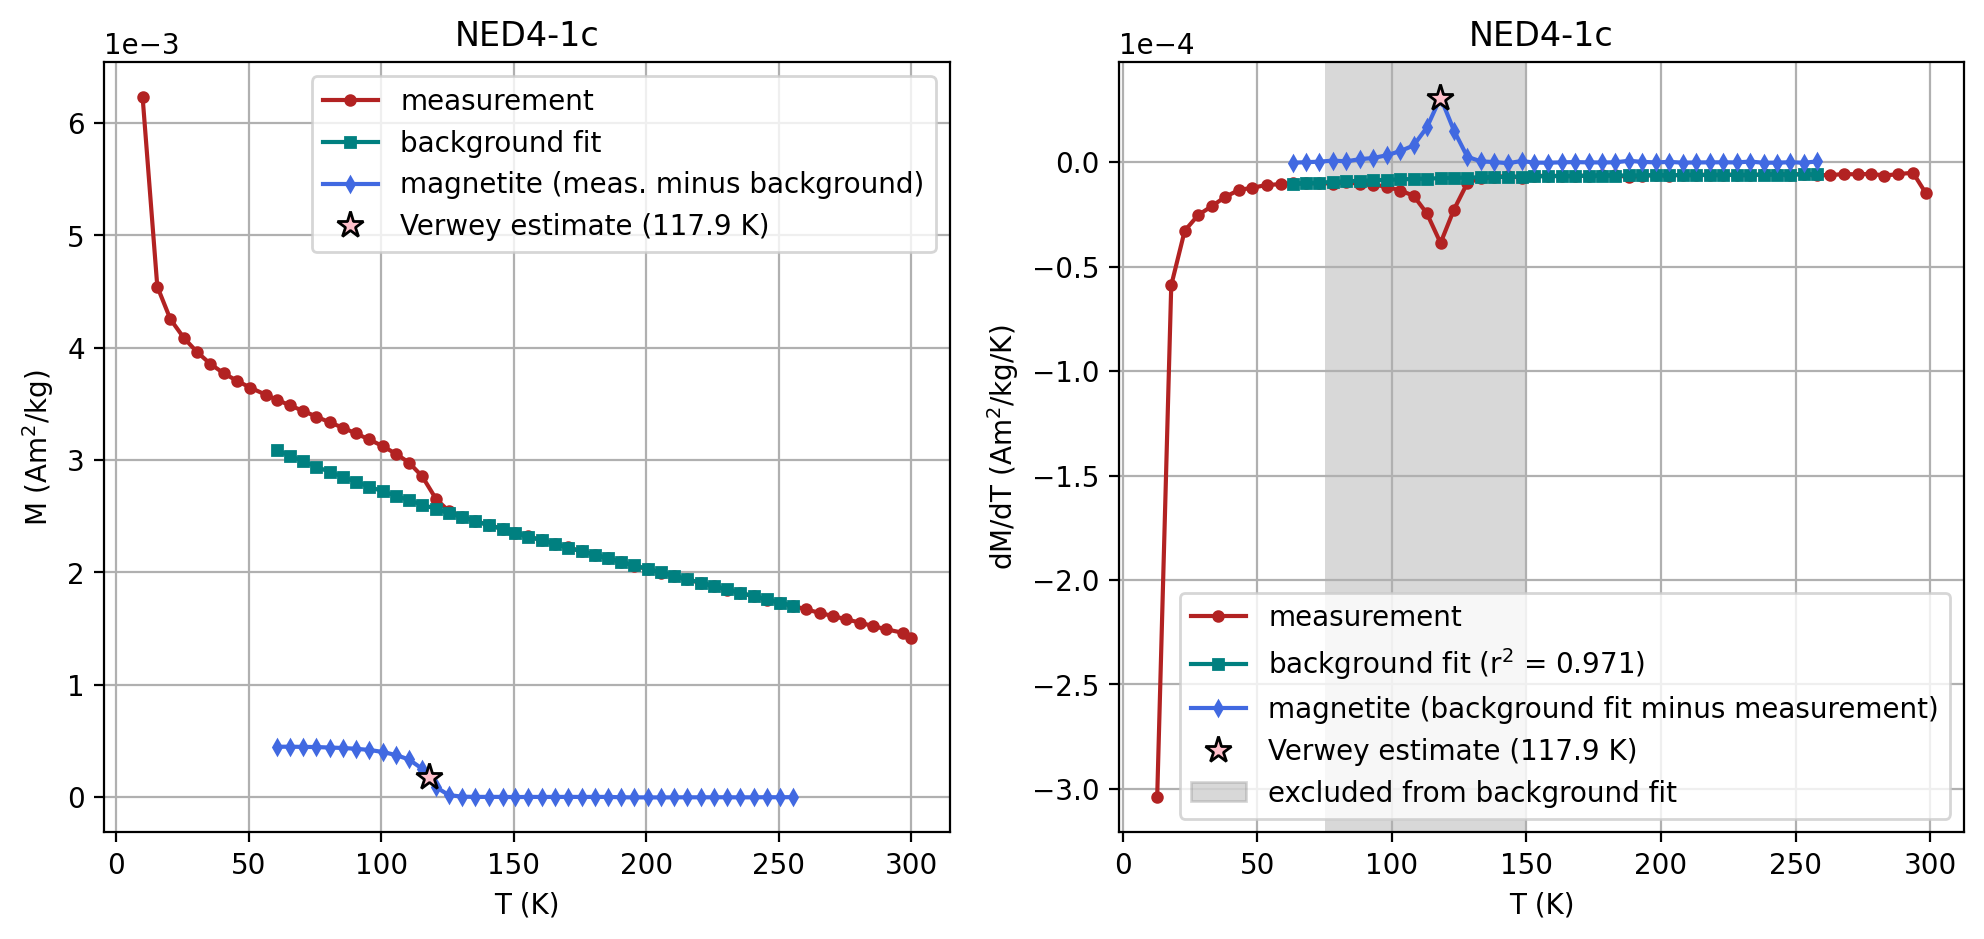 NED4-1c
1e−3
measurement
background fit
magnetite (meas. minus background)
Verwey estimate (117.9 K)
6
5
4
3
2
1
0
M (Am²/kg)
0 50 100 150 200 250 300
T (K)
NED4-1c
1e−4
0.0
−0.5
−1.0
−1.5
−2.0
−2.5
−3.0
dM/dT (Am²/kg/K)
measurement
background fit (r² = 0.971)
magnetite (background fit minus measurement)
Verwey estimate (117.9 K)
excluded from background fit
0 50 100 150 200 250 300
T (K)